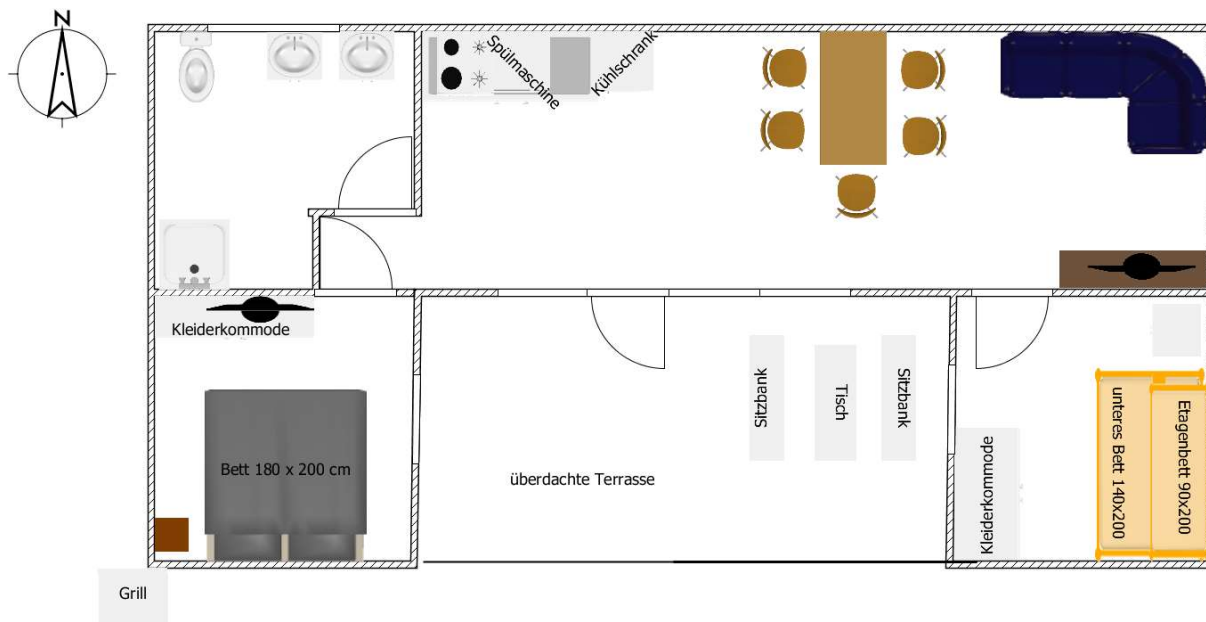 N
Spülmaschine
Kühlschrank
Kleiderkommode
Bett 180 x 200 cm
überdachte Terrasse
Sitzbank
Tisch
Sitzbank
Kleiderkommode
unteres Bett 140x200
Etagenbett 90x200
Grill